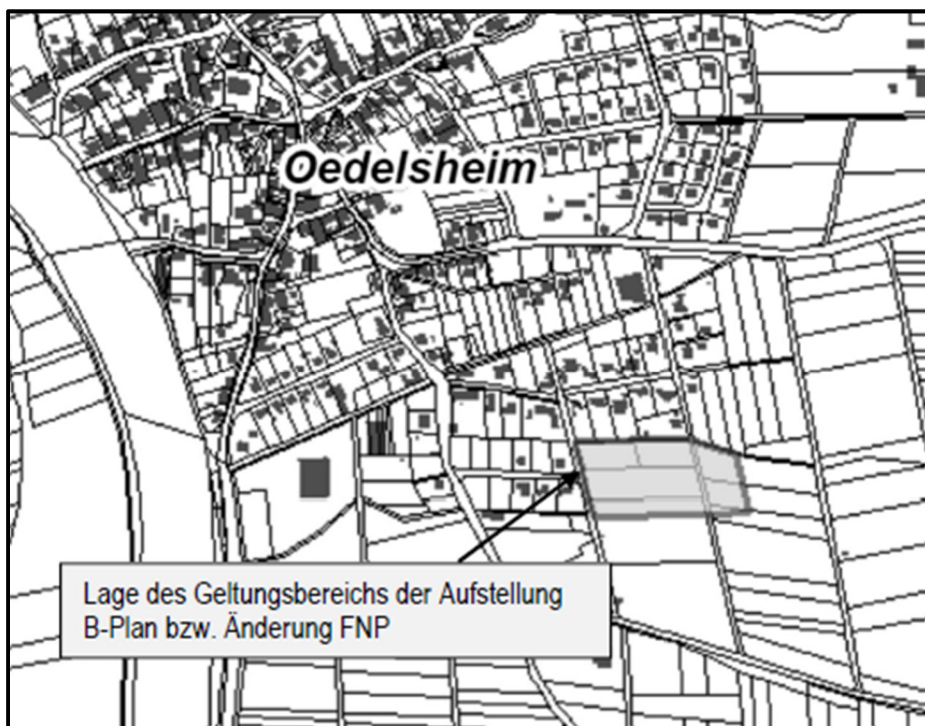 Oedelsheim
Lage des Geltungsbereichs der Aufstellung
B-Plan bzw. Änderung FNP